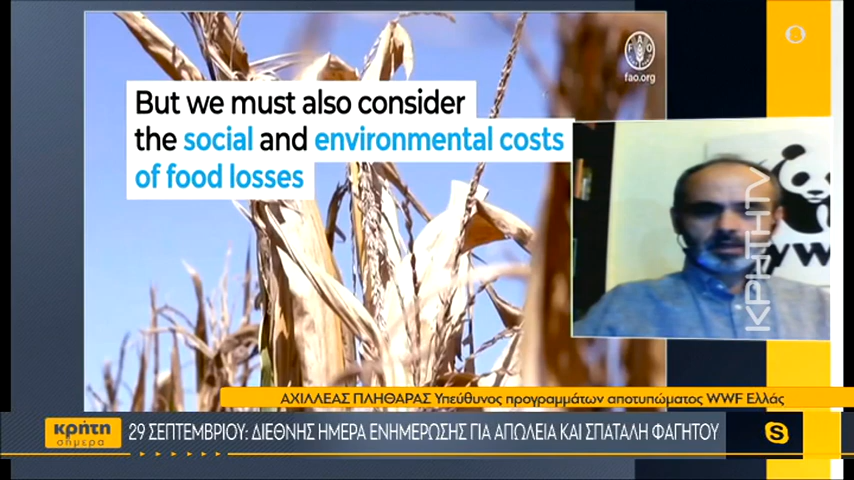 FAO
fao.org
But we must also consider
the social and environmental costs
of food losses
WWF
ΚΡΗΤΗ TV
ΑΧΙΛΛΕΑΣ ΠΛΗΘΑΡΑΣ Υπεύθυνος προγραμμάτων αποτυπώματος WWF Ελλάς
κρήτη
σήμερα
29 ΣΕΠΤΕΜΒΡΙΟΥ: ΔΙΕΘΝΗΣ ΗΜΕΡΑ ΕΝΗΜΕΡΩΣΗΣ ΓΙΑ ΑΠΩΛΕΙΑ ΚΑΙ ΣΠΑΤΑΛΗ ΦΑΓΗΤΟΥ